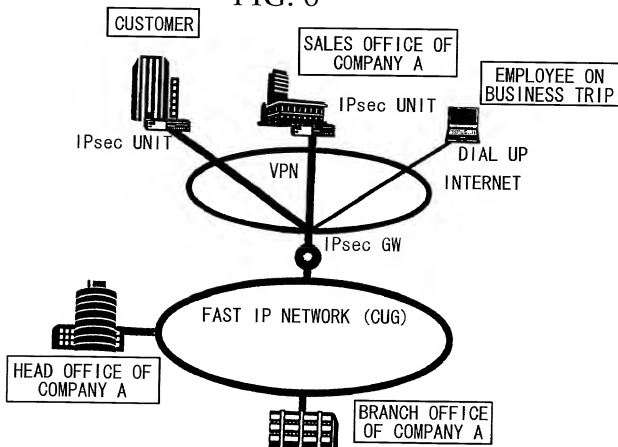 FIG. 6
CUSTOMER
SALES OFFICE OF
COMPANY A
EMPLOYEE ON
BUSINESS TRIP
IPsec UNIT
IPsec UNIT
DIAL UP
VPN
INTERNET
IPsec GW
FAST IP NETWORK (CUG)
HEAD OFFICE OF
COMPANY A
BRANCH OFFICE
OF COMPANY A